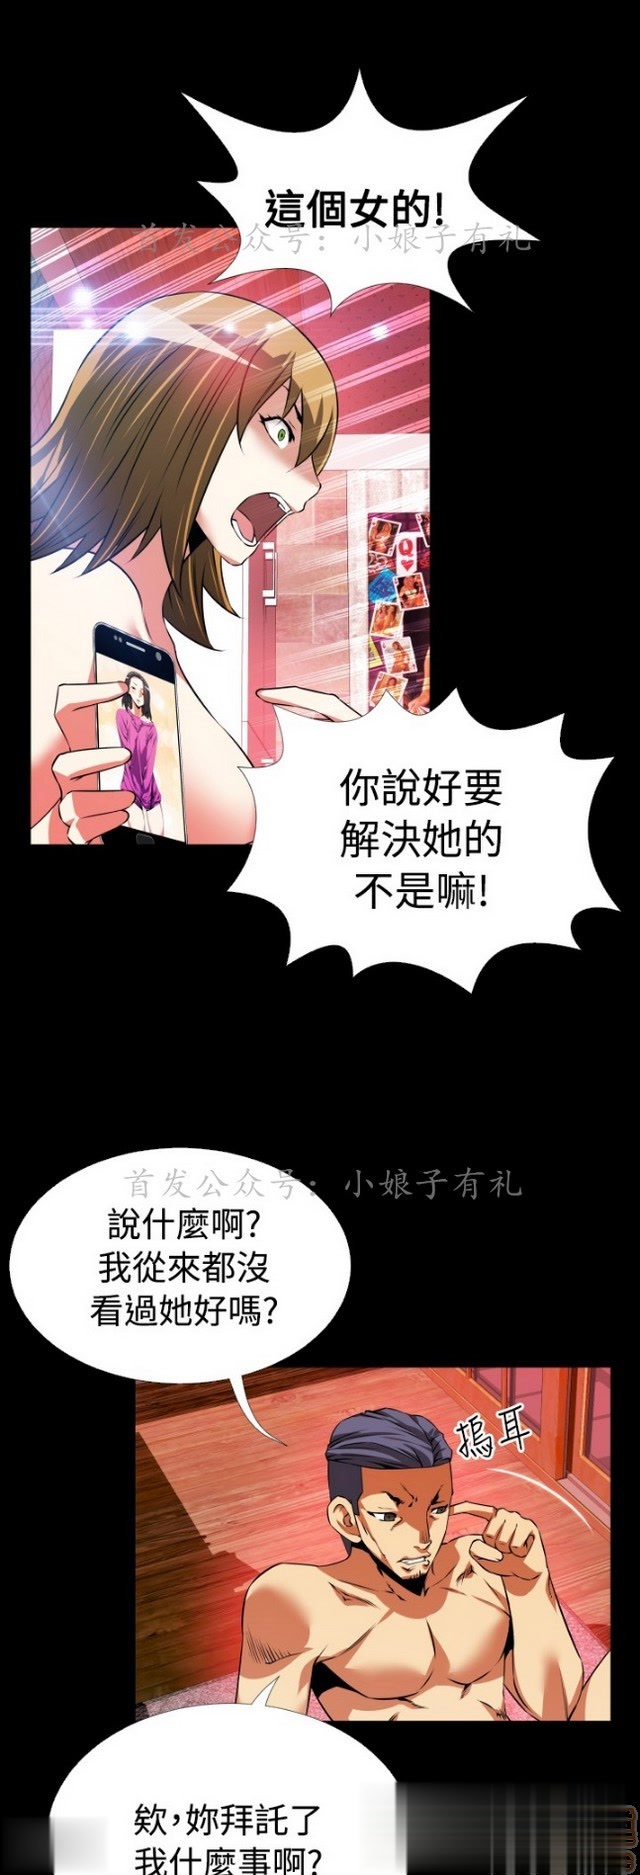 這個女的!
首发公众号：小娘子有礼
Q
你說好要
解決她的
不是嘛!
首发公众号：小娘子有礼
說什麼啊?
我從來都沒
看過她好嗎?
摀耳
欸,妳拜託了
我什麼事啊?